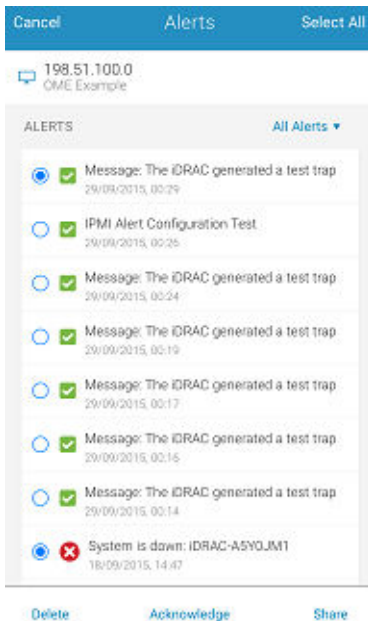 Cancel Alerts Select All
198.51.100.0
OME Example
ALERTS All Alerts ▾
Message: The iDRAC generated a test trap
29/09/2015, 00:29
IPMI Alert Configuration Test
29/09/2015, 00:26
Message: The iDRAC generated a test trap
29/09/2015, 00:24
Message: The iDRAC generated a test trap
29/09/2015, 00:19
Message: The iDRAC generated a test trap
29/09/2015, 00:17
Message: The iDRAC generated a test trap
29/09/2015, 00:16
Message: The iDRAC generated a test trap
29/09/2015, 00:14
System is down: iDRAC-A5Y0JM1
18/09/2015, 14:47
Delete Acknowledge Share